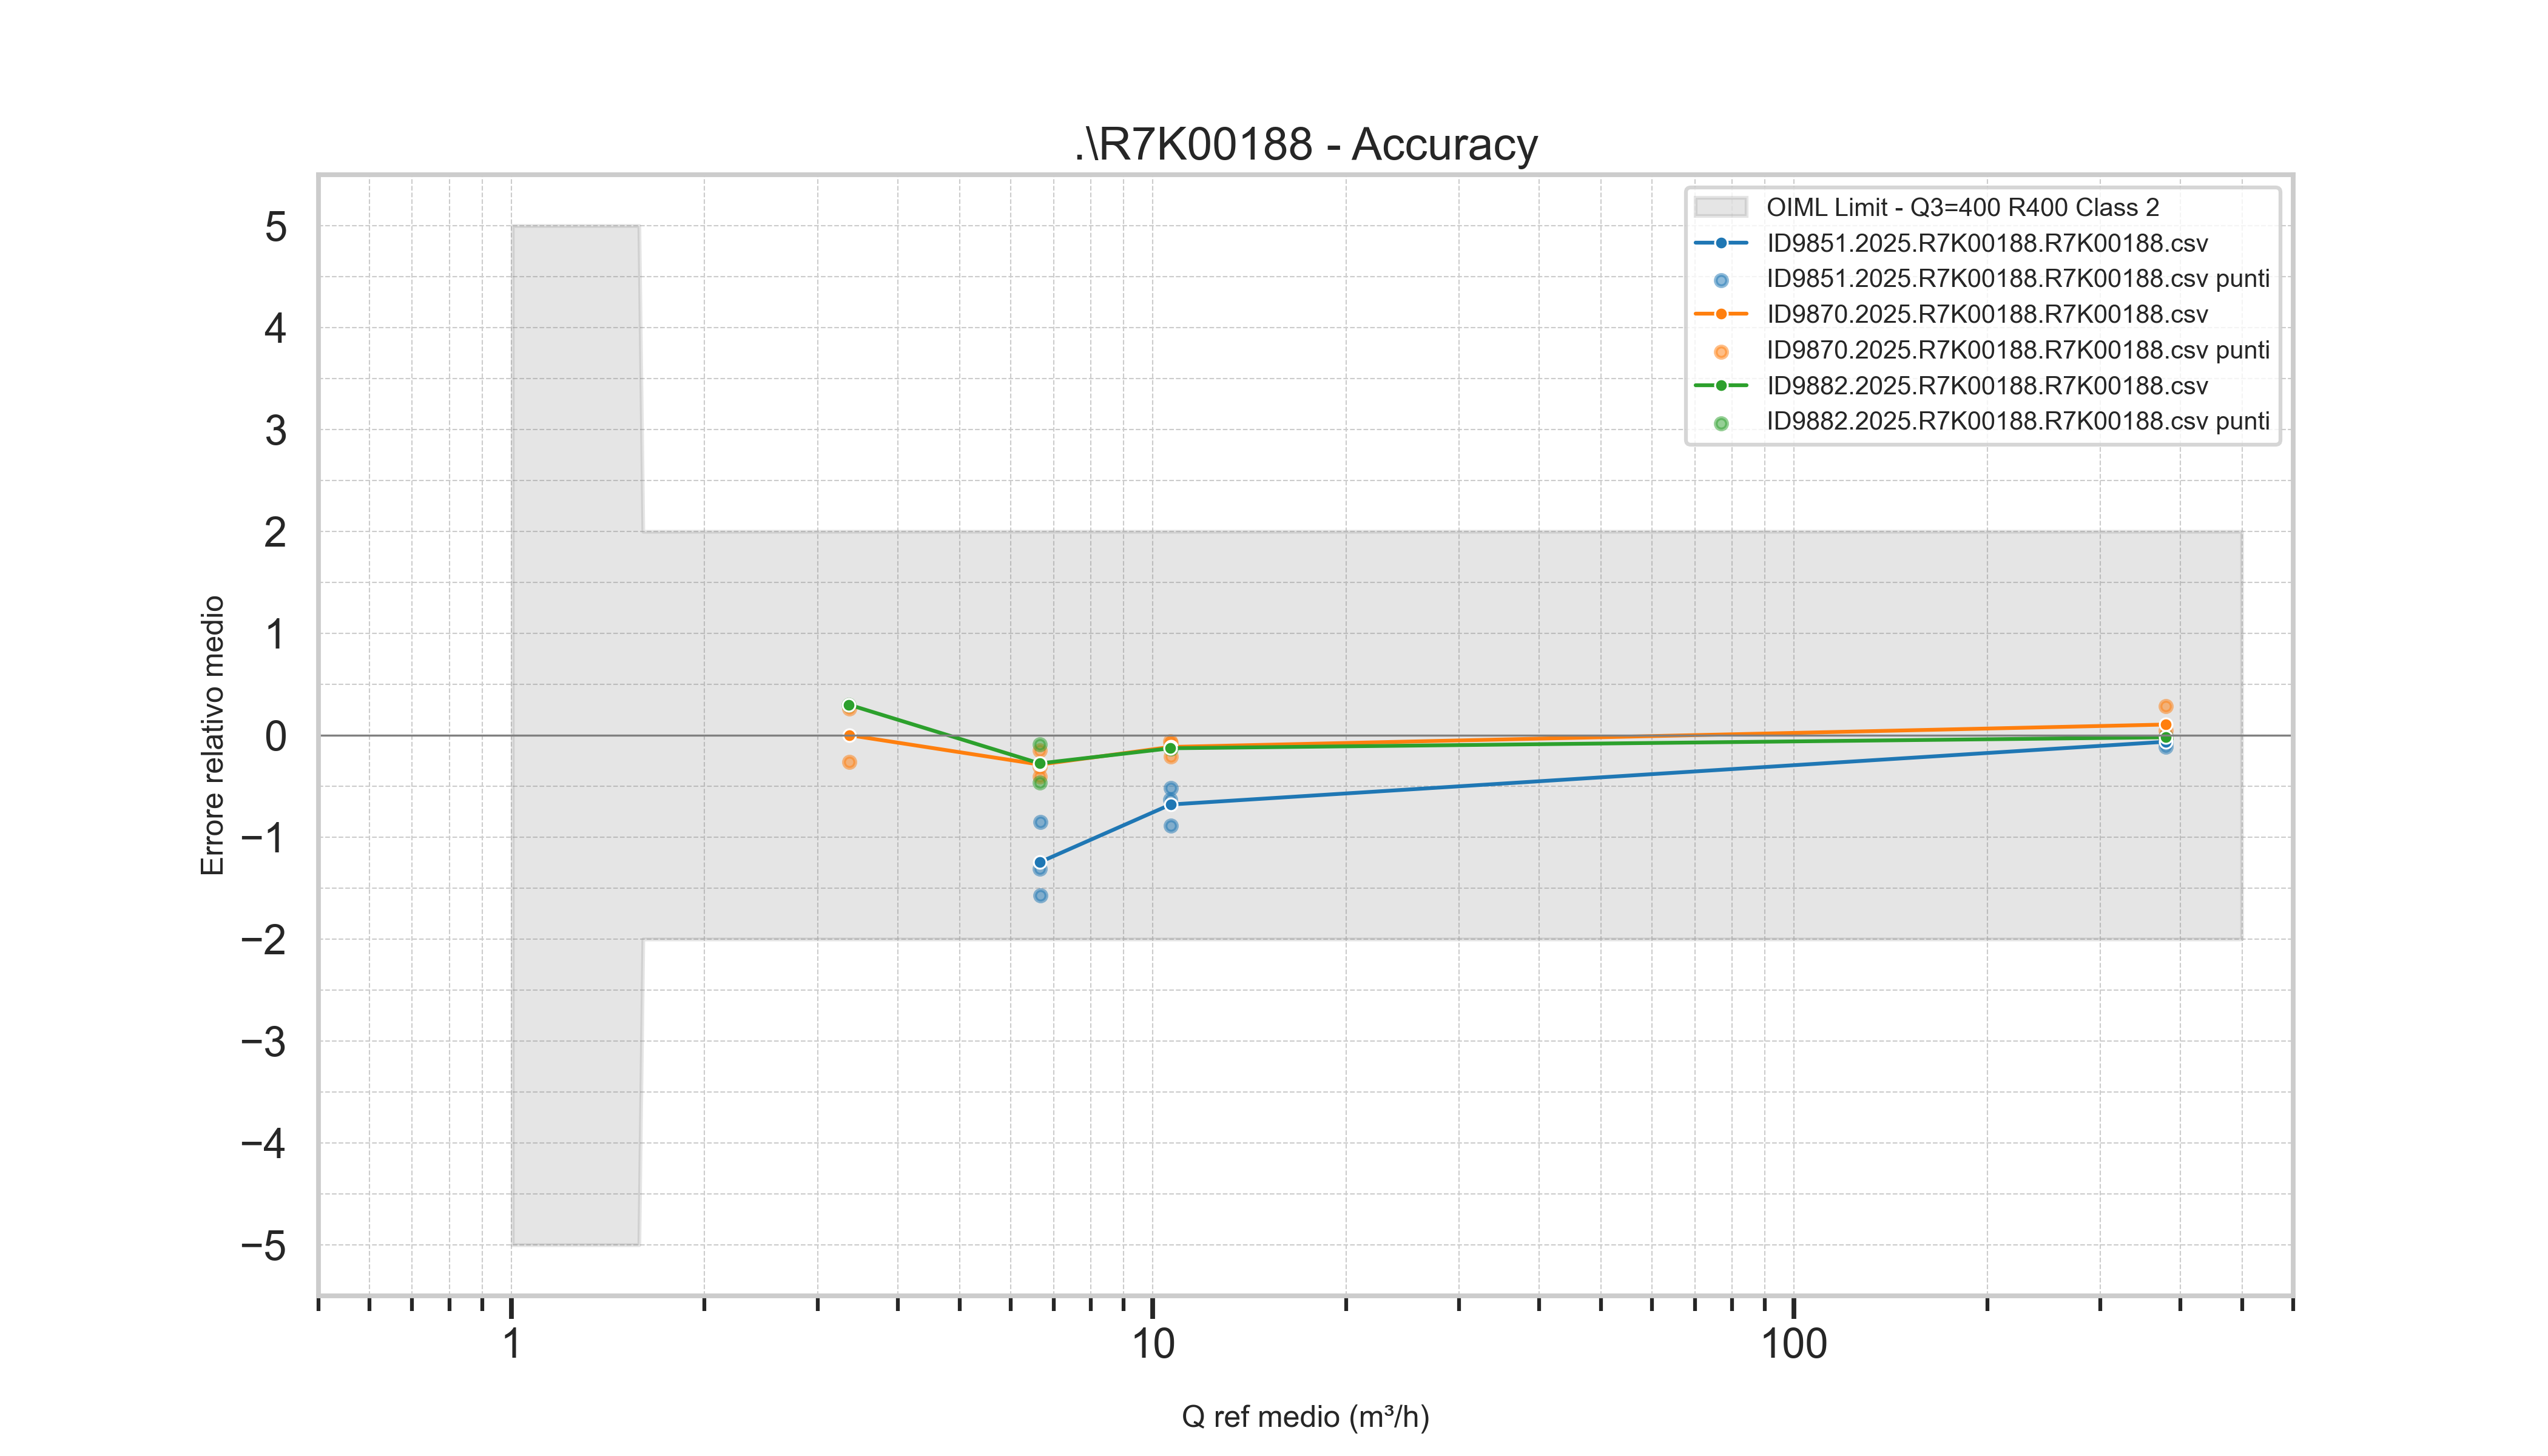 .\R7K00188 - Accuracy
OIML Limit - Q3=400 R400 Class 2
ID9851.2025.R7K00188.R7K00188.csv
ID9851.2025.R7K00188.R7K00188.csv punti
ID9870.2025.R7K00188.R7K00188.csv
ID9870.2025.R7K00188.R7K00188.csv punti
ID9882.2025.R7K00188.R7K00188.csv
ID9882.2025.R7K00188.R7K00188.csv punti
Errore relativo medio
5
4
3
2
1
0
−1
−2
−3
−4
−5
1 10 100
Q ref medio (m³/h)